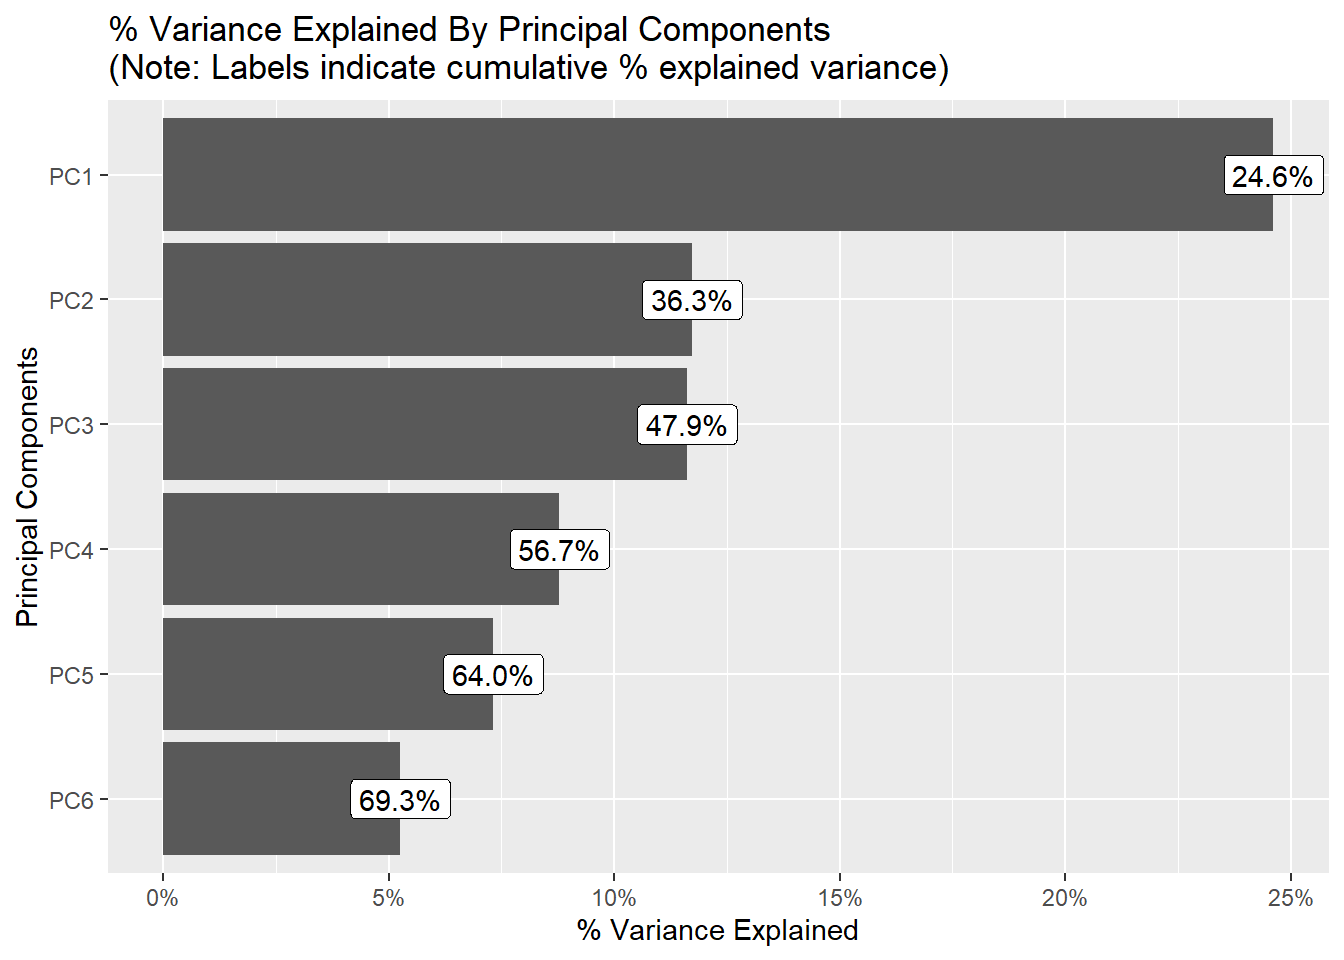 % Variance Explained By Principal Components
(Note: Labels indicate cumulative % explained variance)
Principal Components
PC1
24.6%
PC2
36.3%
PC3
47.9%
PC4
56.7%
PC5
64.0%
PC6
69.3%
0% 5% 10% 15% 20% 25%
% Variance Explained